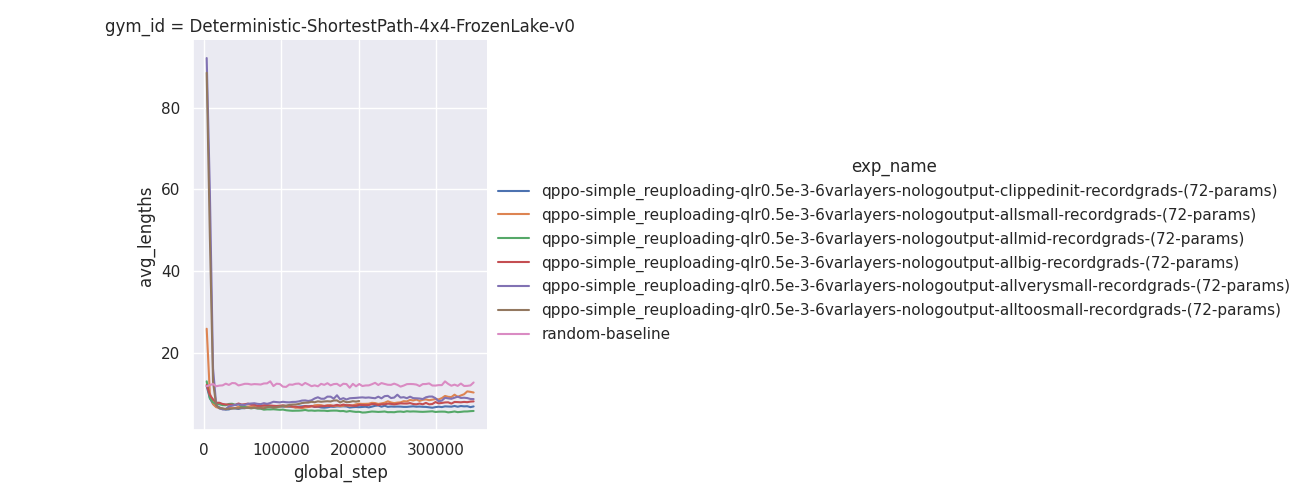 gym_id = Deterministic-ShortestPath-4x4-FrozenLake-v0
avg_lengths
80
60
40
20
0
100000
200000
300000
global_step
exp_name
qppo-simple_reuploading-qlr0.5e-3-6varlayers-nologoutput-clippedinit-recordgrads-(72-params)
qppo-simple_reuploading-qlr0.5e-3-6varlayers-nologoutput-allsmall-recordgrads-(72-params)
qppo-simple_reuploading-qlr0.5e-3-6varlayers-nologoutput-allmid-recordgrads-(72-params)
qppo-simple_reuploading-qlr0.5e-3-6varlayers-nologoutput-allbig-recordgrads-(72-params)
qppo-simple_reuploading-qlr0.5e-3-6varlayers-nologoutput-allverysmall-recordgrads-(72-params)
qppo-simple_reuploading-qlr0.5e-3-6varlayers-nologoutput-alltoosmall-recordgrads-(72-params)
random-baseline